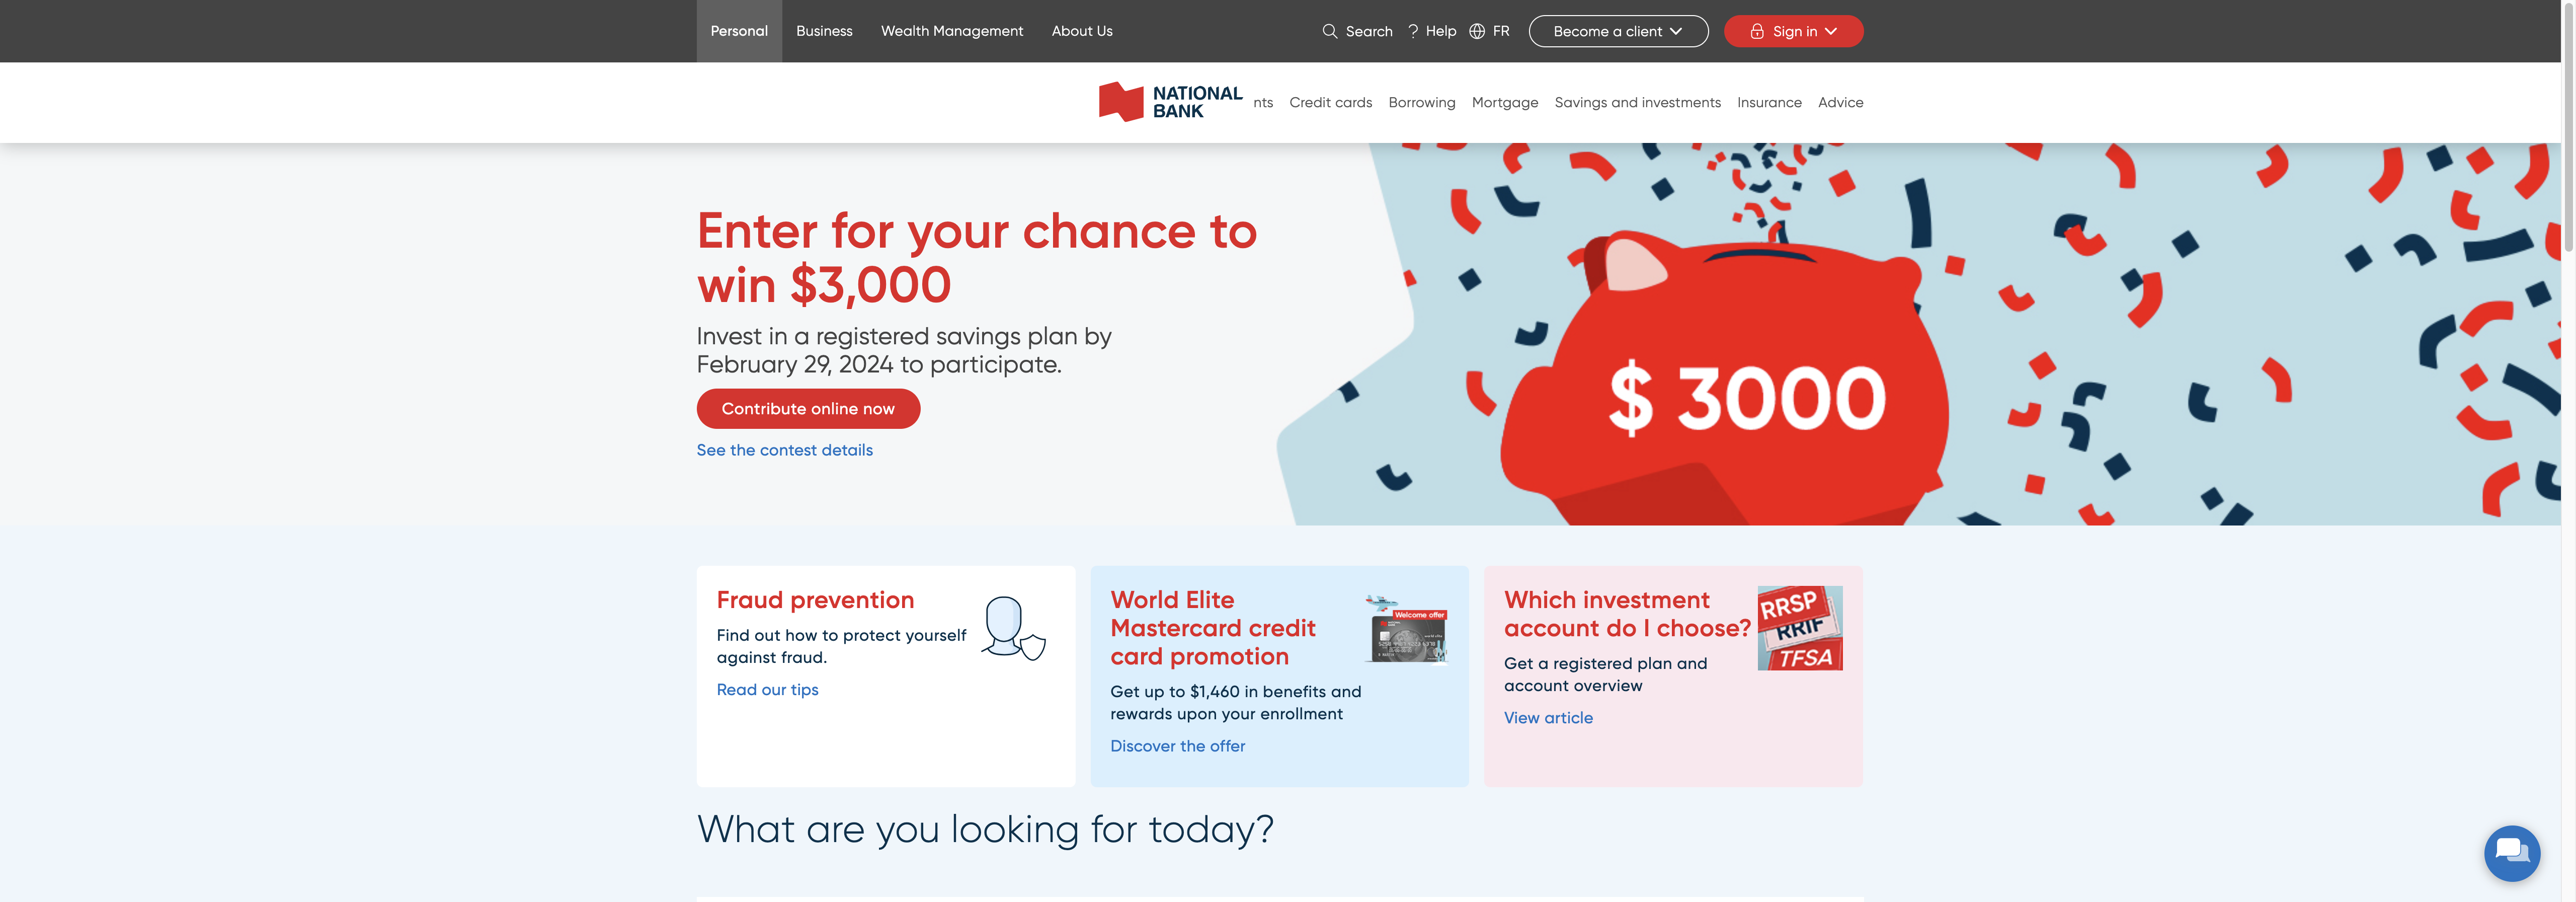 Personal
Business
Wealth Management
About Us
Search
? Help
FR
Become a client
Sign in
NATIONAL
BANK
nts
Credit cards
Borrowing
Mortgage
Savings and investments
Insurance
Advice
Enter for your chance to
win $3,000
Invest in a registered savings plan by
February 29, 2024 to participate.
Contribute online now
See the contest details
$ 3000
Fraud prevention
Find out how to protect yourself
against fraud.
Read our tips
World Elite
Mastercard credit
card promotion
Welcome offer
Get up to $1,460 in benefits and
rewards upon your enrollment
Discover the offer
Which investment
account do I choose?
RRSP
RRIF
TFSA
Get a registered plan and
account overview
View article
What are you looking for today?